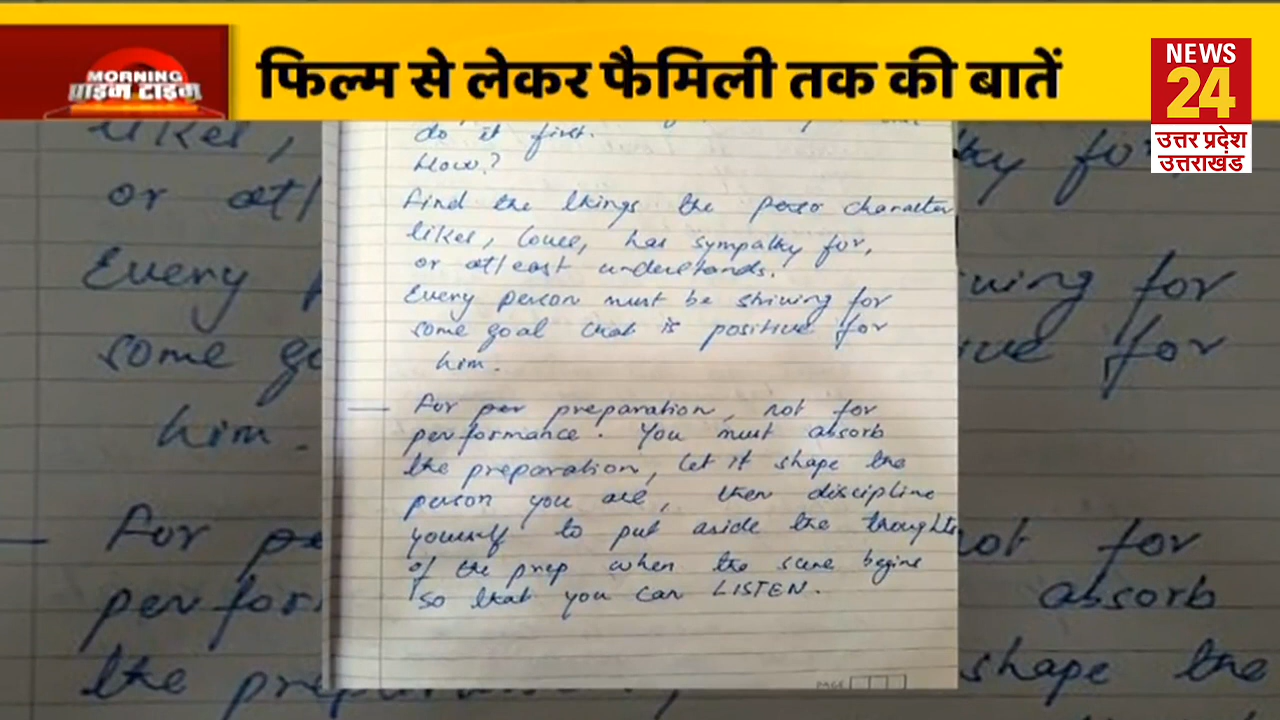 MORNING
प्राइम टाइम
फिल्म से लेकर फैमिली तक की बातें
NEWS
24
उत्तर प्रदेश
उत्तराखंड
do it first.
How?
Find the things the character
likes, loves, has sympathy for,
or atleast understands.
Every person must be striving for
some goal that is positive for
him.
— For per preparation, not for
performance. You must absorb
the preparation, let it shape the
person you are, then discipline
yourself to put aside the thoughts
of the prep when the scene begins
so that you can LISTEN.
PAGE